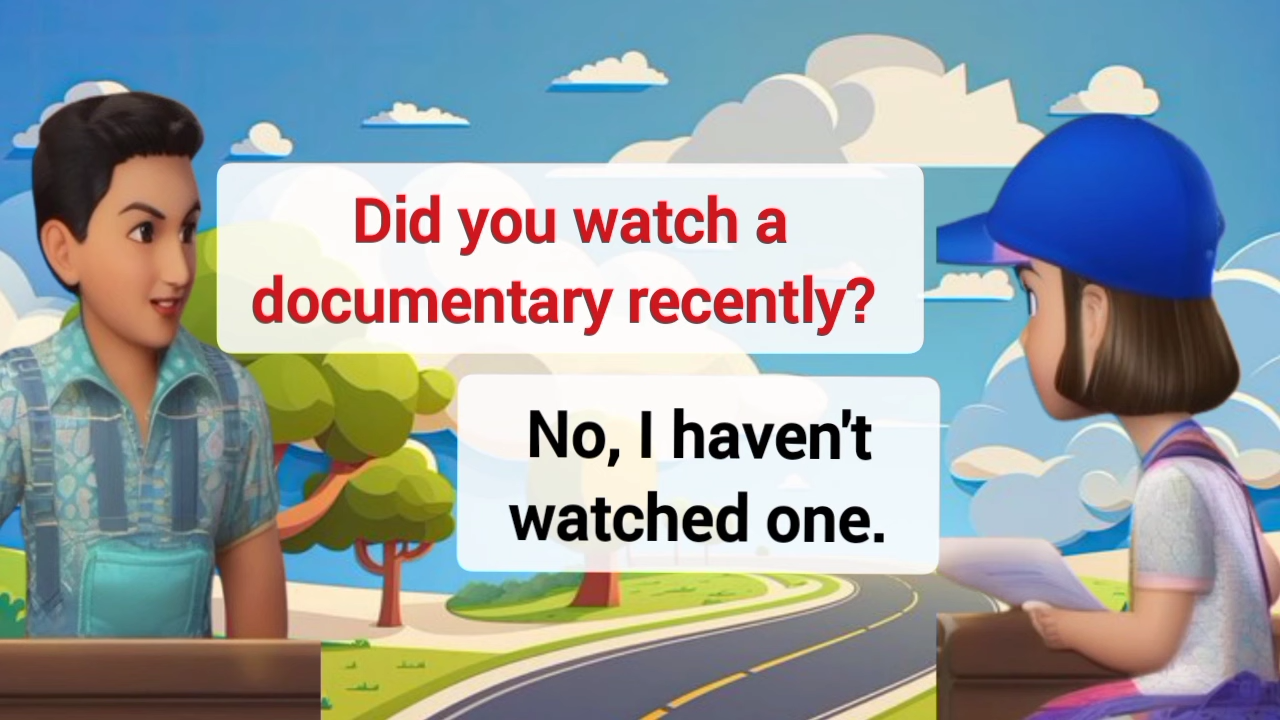 Did you watch a
documentary recently?
No, I haven't
watched one.